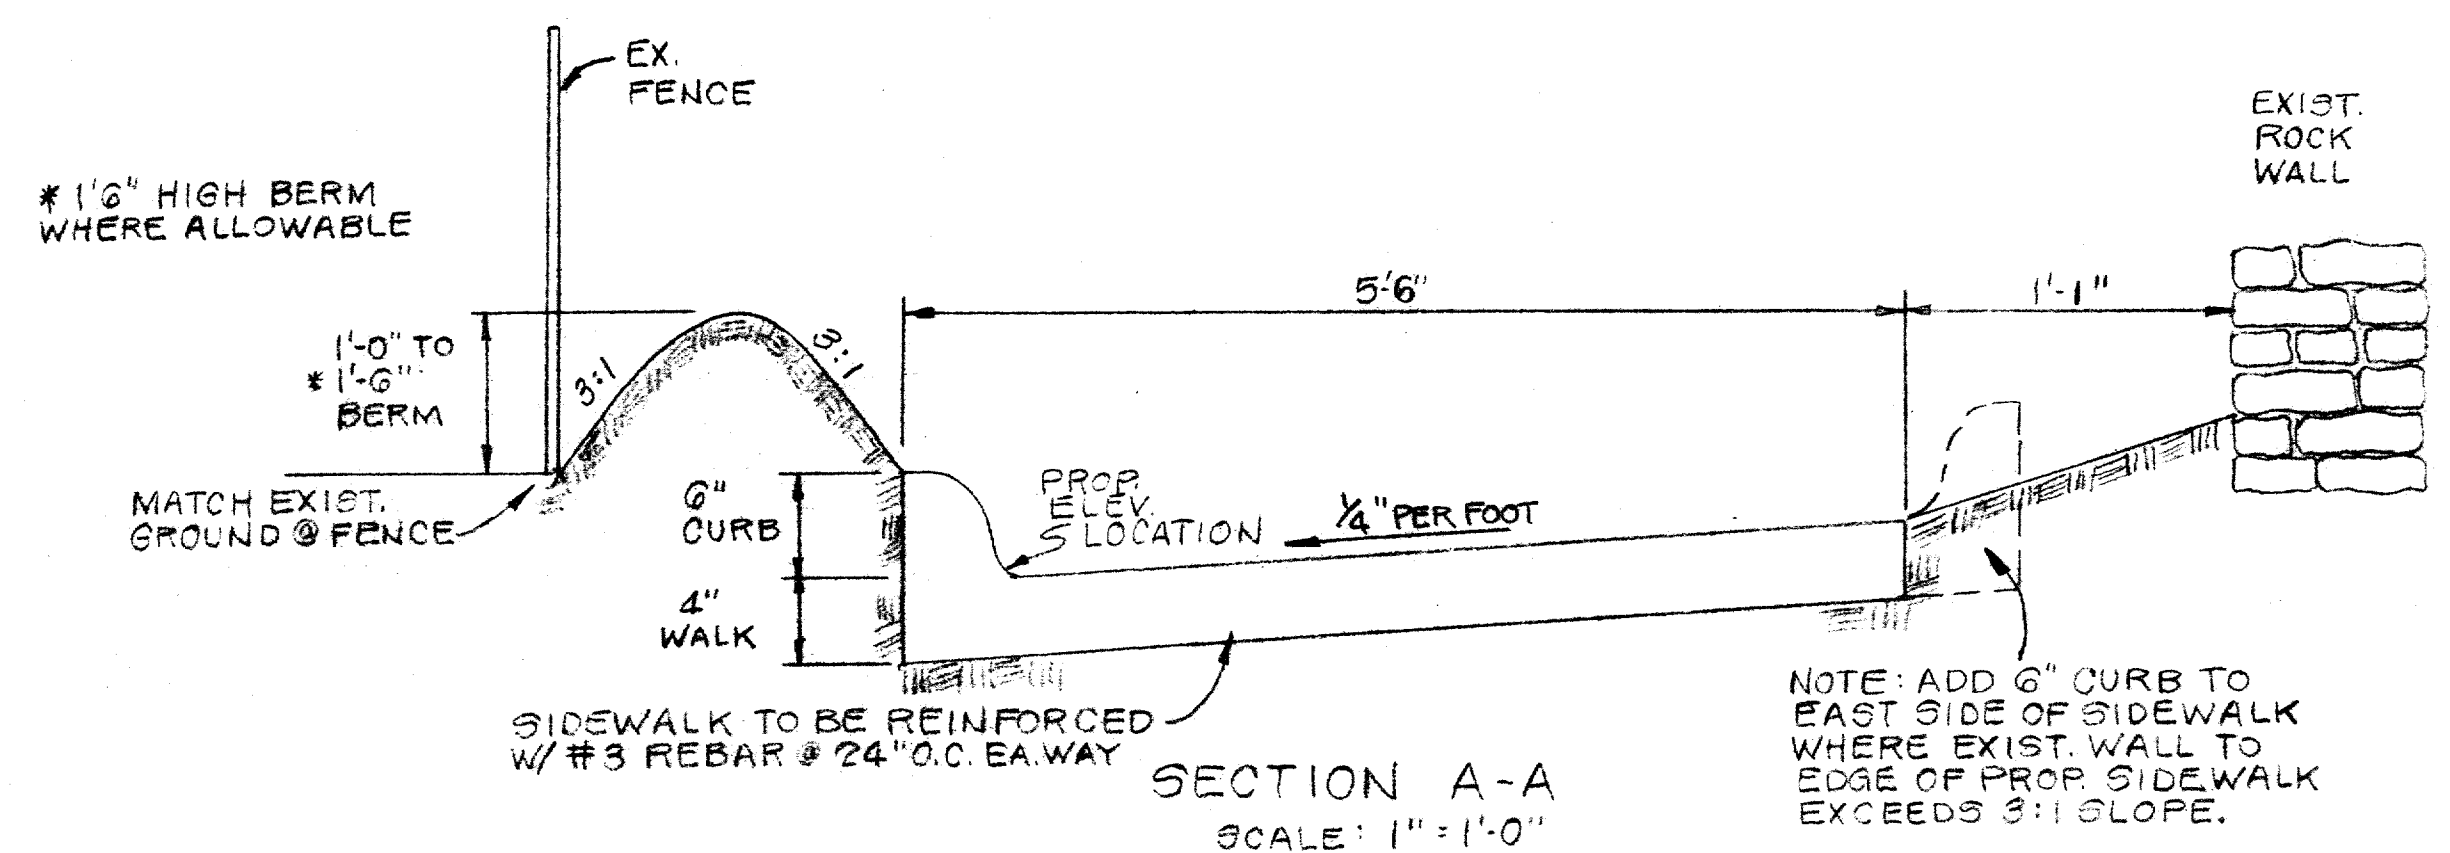 EX.
FENCE
EXIST.
ROCK
WALL
* 1'6" HIGH BERM
WHERE ALLOWABLE
5'-6"
1'-1"
1'-0" TO
* 1'-6"
BERM
3:1
3:1
MATCH EXIST.
GROUND @ FENCE
6"
CURB
PROP.
ELEV.
& LOCATION
1/4" PER FOOT
4"
WALK
SIDEWALK TO BE REINFORCED
W/ #3 REBAR @ 24" O.C. EA. WAY
NOTE: ADD 6" CURB TO
EAST SIDE OF SIDEWALK
WHERE EXIST. WALL TO
EDGE OF PROP. SIDEWALK
EXCEEDS 3:1 SLOPE.
SECTION A-A
SCALE: 1" = 1'-0"